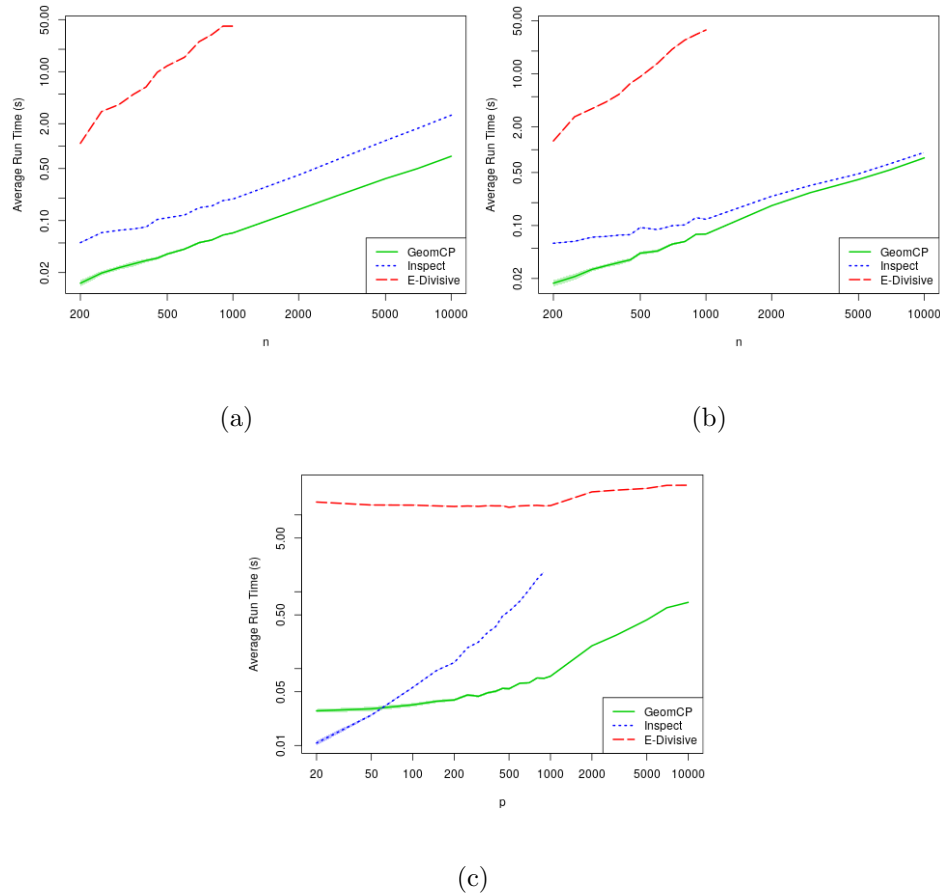 50.00
10.00
2.00
0.50
0.10
0.02
Average Run Time (s)
GeomCP
Inspect
E-Divisive
200 500 1000 2000 5000 10000
n
(a)
50.00
10.00
2.00
0.50
0.10
0.02
Average Run Time (s)
GeomCP
Inspect
E-Divisive
200 500 1000 2000 5000 10000
n
(b)
5.00
0.50
0.05
0.01
Average Run Time (s)
GeomCP
Inspect
E-Divisive
20 50 100 200 500 1000 2000 5000 10000
p
(c)